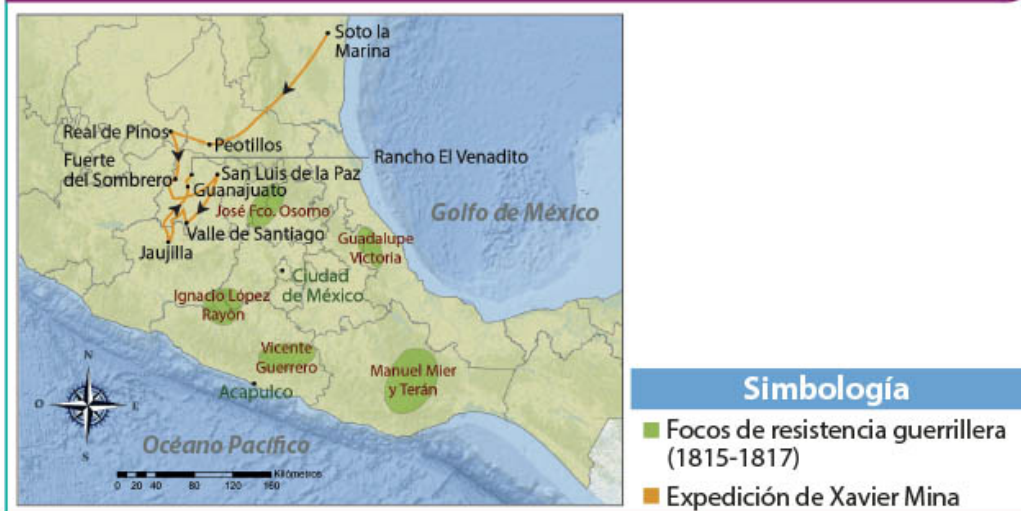 Soto la
Marina
Real de Pinos
Peotillos
Rancho El Venadito
Fuerte
del Sombrero
San Luis de la Paz
Guanajuato
José Fco. Osorno
Golfo de México
Valle de Santiago
Guadalupe
Victoria
Jaujilla
Ciudad
de México
Ignacio López
Rayón
Vicente
Guerrero
Manuel Mier
y Terán
Acapulco
N
O
E
S
Océano Pacífico
Kilómetros
0 20 40 80 120 160
Simbología
Focos de resistencia guerrillera
(1815-1817)
Expedición de Xavier Mina